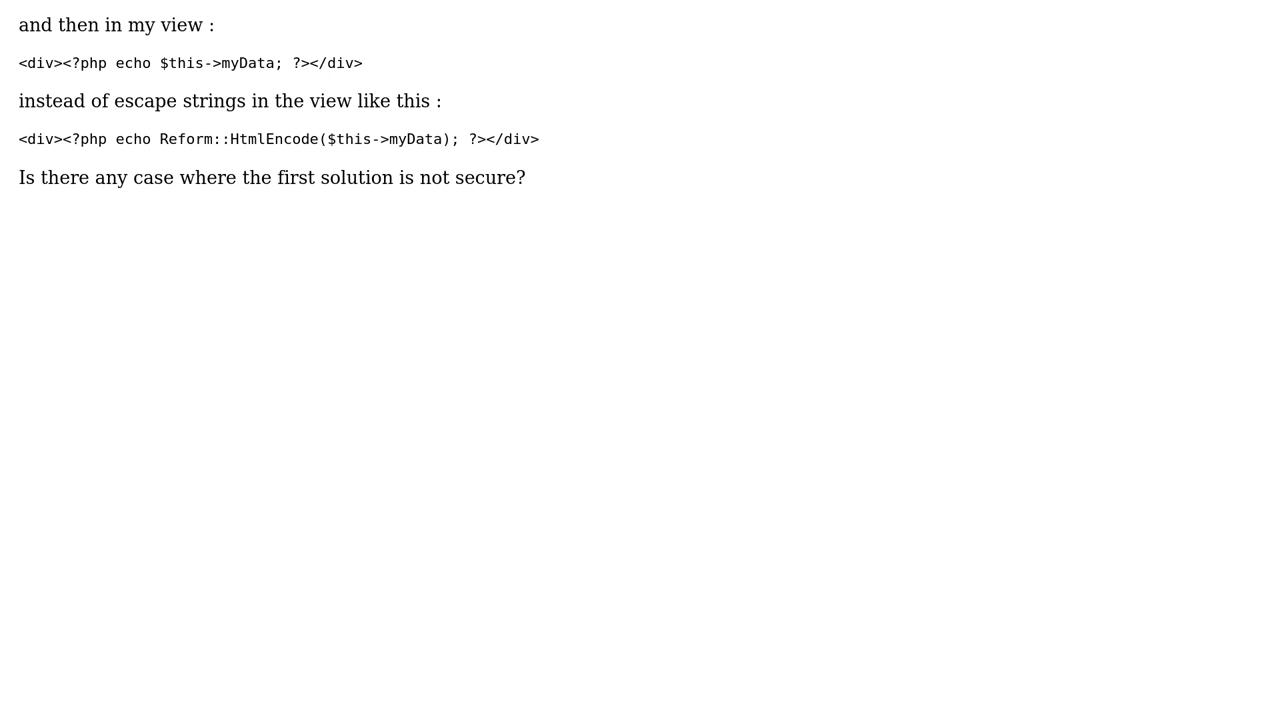 and then in my view :
<div><?php echo $this->myData; ?></div>
instead of escape strings in the view like this :
<div><?php echo Reform::HtmlEncode($this->myData); ?></div>
Is there any case where the first solution is not secure?